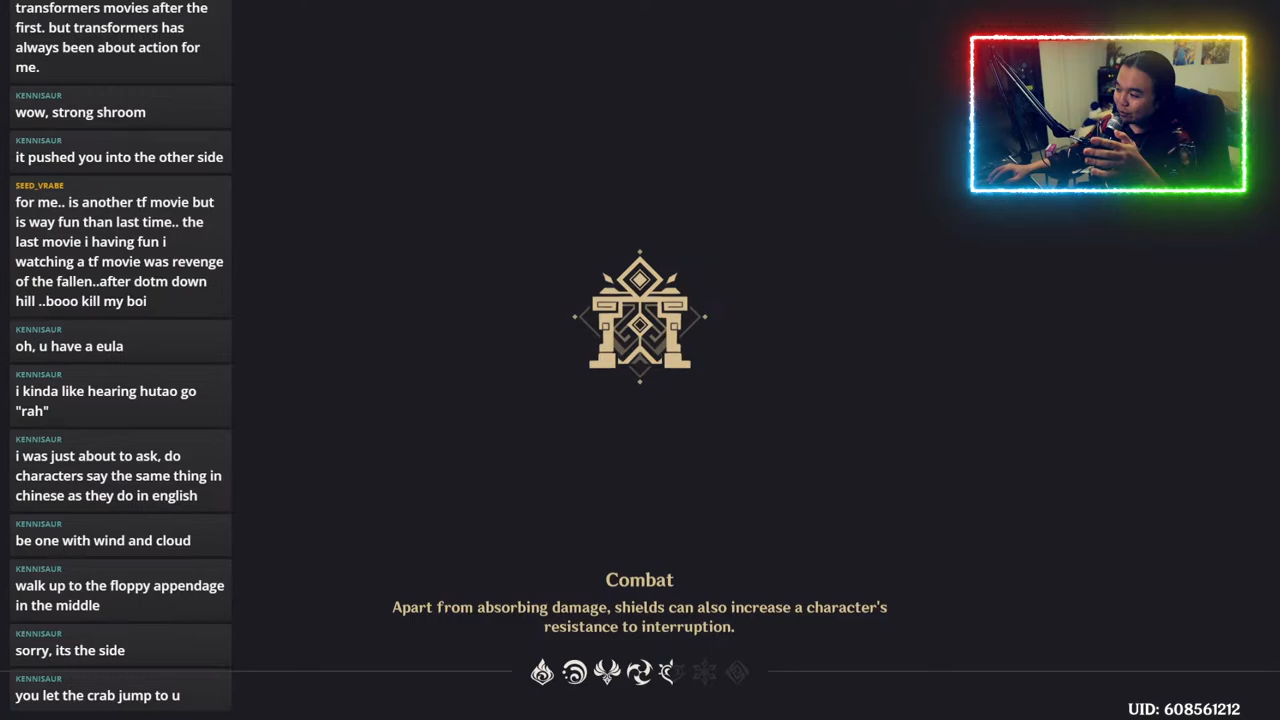 transformers movies after the
first. but transformers has
always been about action for
me.
KENNISAUR
wow, strong shroom
KENNISAUR
it pushed you into the other side
SEED_VRABE
for me.. is another tf movie but
is way fun than last time.. the
last movie i having fun i
watching a tf movie was revenge
of the fallen..after dotm down
hill ..booo kill my boi
KENNISAUR
oh, u have a eula
KENNISAUR
i kinda like hearing hutao go
"rah"
KENNISAUR
i was just about to ask, do
characters say the same thing in
chinese as they do in english
KENNISAUR
be one with wind and cloud
KENNISAUR
walk up to the floppy appendage
in the middle
KENNISAUR
sorry, its the side
KENNISAUR
you let the crab jump to u
Combat
Apart from absorbing damage, shields can also increase a character's
resistance to interruption.
UID: 608561212